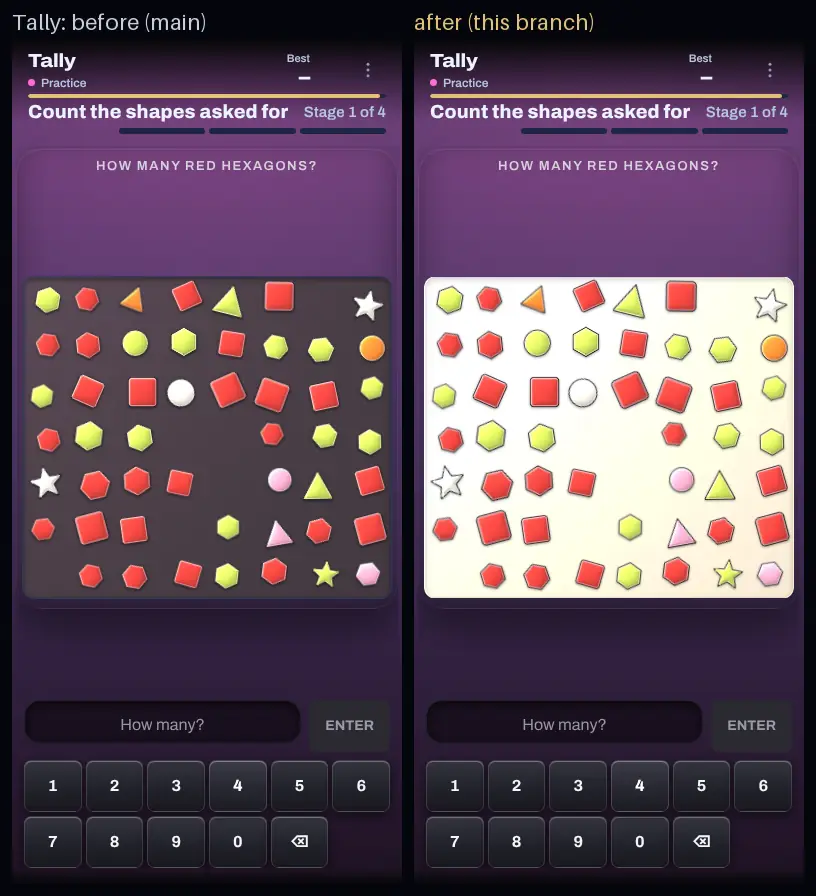 Tally: before (main)
Tally
Best
–
Practice
Count the shapes asked for
Stage 1 of 4
HOW MANY RED HEXAGONS?
How many?
ENTER
1 2 3 4 5 6
7 8 9 0
after (this branch)
Tally
Best
–
Practice
Count the shapes asked for
Stage 1 of 4
HOW MANY RED HEXAGONS?
How many?
ENTER
1 2 3 4 5 6
7 8 9 0